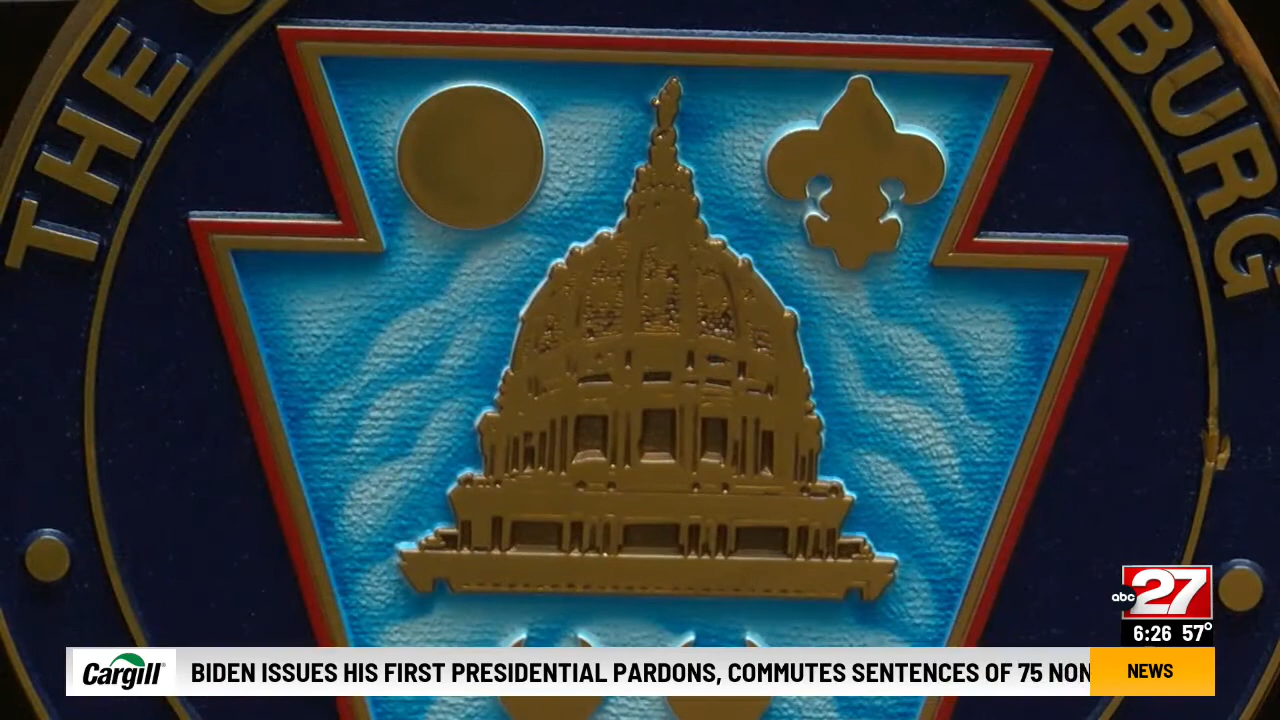 THE
SBURG
abc 27
6:26 57°
Cargill
BIDEN ISSUES HIS FIRST PRESIDENTIAL PARDONS, COMMUTES SENTENCES OF 75 NON
NEWS